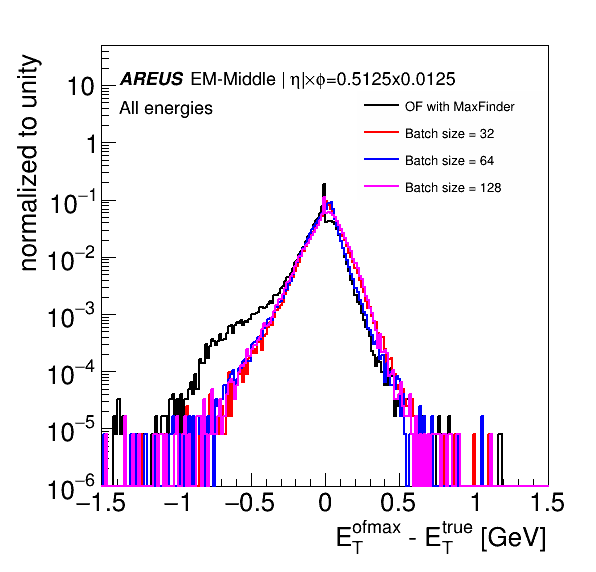 AREUS EM-Middle | η|×ϕ=0.5125x0.0125
All energies
OF with MaxFinder
Batch size = 32
Batch size = 64
Batch size = 128
normalized to unity
10
1
10⁻¹
10⁻²
10⁻³
10⁻⁴
10⁻⁵
10⁻⁶
−1.5 −1 −0.5 0 0.5 1 1.5
E_T^ofmax - E_T^true [GeV]